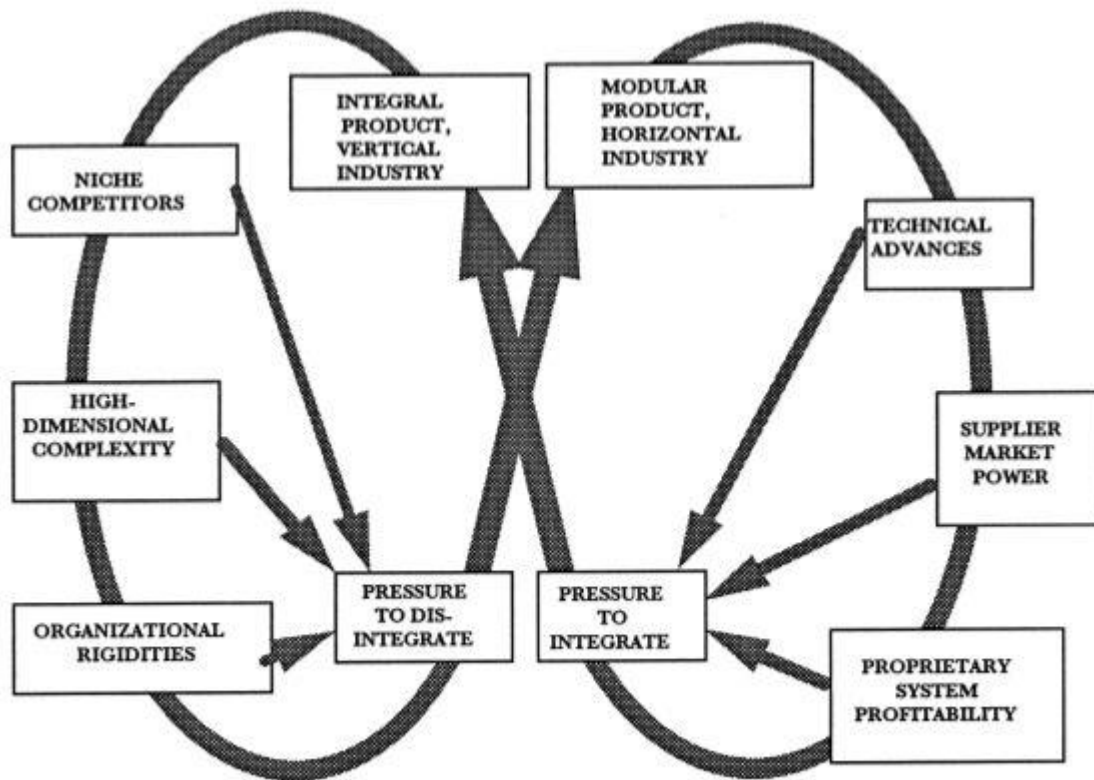 INTEGRAL
PRODUCT,
VERTICAL
INDUSTRY
MODULAR
PRODUCT,
HORIZONTAL
INDUSTRY
NICHE
COMPETITORS
TECHNICAL
ADVANCES
HIGH-
DIMENSIONAL
COMPLEXITY
SUPPLIER
MARKET
POWER
ORGANIZATIONAL
RIGIDITIES
PRESSURE
TO DIS-
INTEGRATE
PRESSURE
TO
INTEGRATE
PROPRIETARY
SYSTEM
PROFITABILITY